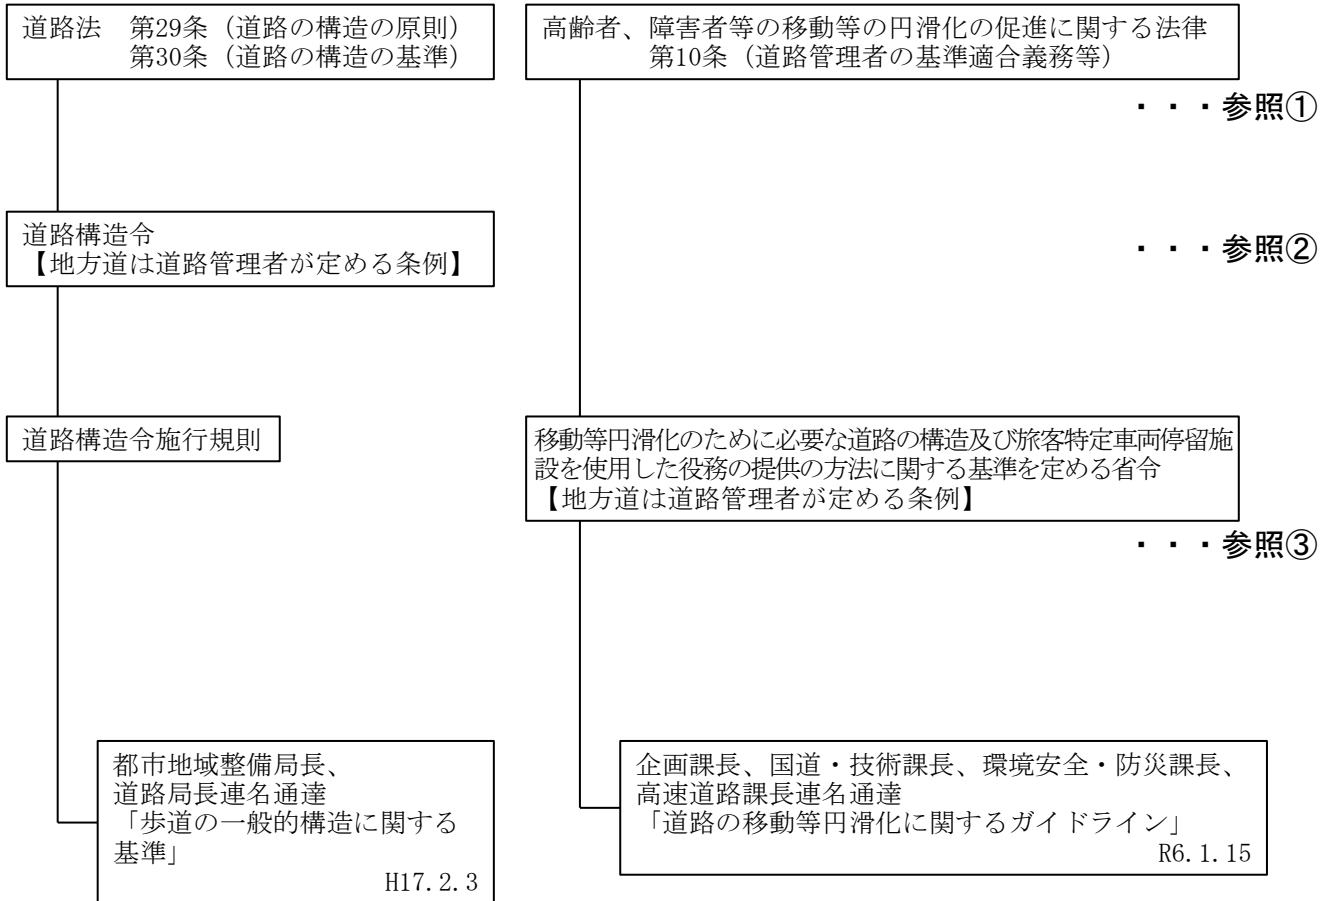 道路法　第29条（道路の構造の原則）
第30条（道路の構造の基準）
高齢者、障害者等の移動等の円滑化の促進に関する法律
第10条（道路管理者の基準適合義務等）
・・・参照①
道路構造令
【地方道は道路管理者が定める条例】
・・・参照②
道路構造令施行規則
移動等円滑化のために必要な道路の構造及び旅客特定車両停留施
設を使用した役務の提供の方法に関する基準を定める省令
【地方道は道路管理者が定める条例】
・・・参照③
都市地域整備局長、
道路局長連名通達
「歩道の一般的構造に関する
基準」
H17.2.3
企画課長、国道・技術課長、環境安全・防災課長、
高速道路課長連名通達
「道路の移動等円滑化に関するガイドライン」
R6.1.15